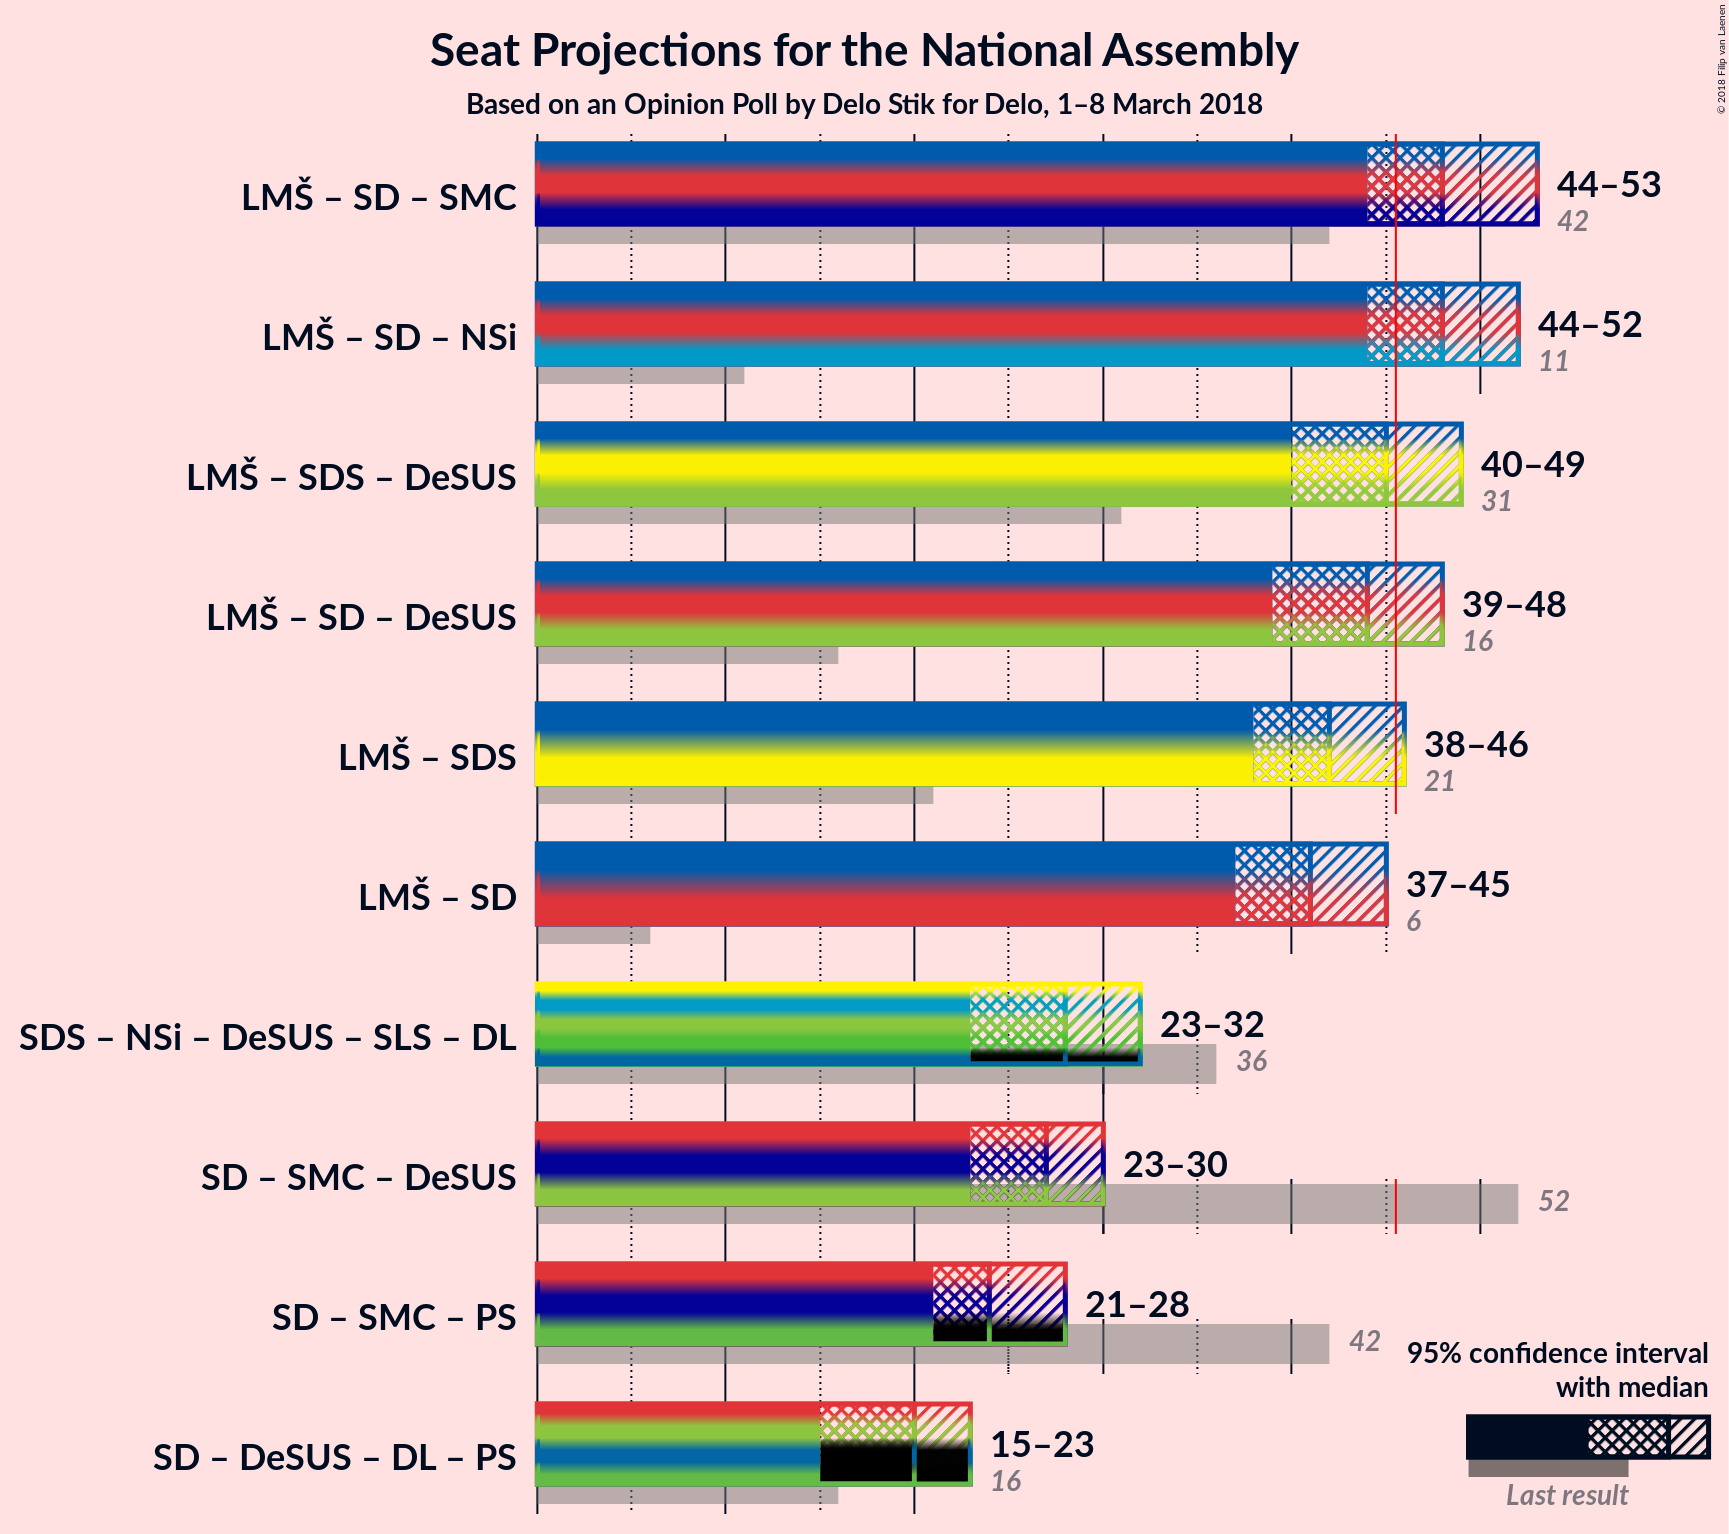 Seat Projections for the National Assembly
Based on an Opinion Poll by Delo Stik for Delo, 1–8 March 2018
© 2018 Filip van Laenen
LMŠ – SD – SMC
44–53
42
LMŠ – SD – NSi
44–52
11
LMŠ – SDS – DeSUS
40–49
31
LMŠ – SD – DeSUS
39–48
16
LMŠ – SDS
38–46
21
LMŠ – SD
37–45
6
SDS – NSi – DeSUS – SLS – DL
23–32
36
SD – SMC – DeSUS
23–30
52
SD – SMC – PS
21–28
42
SD – DeSUS – DL – PS
15–23
16
95% confidence interval
with median
Last result